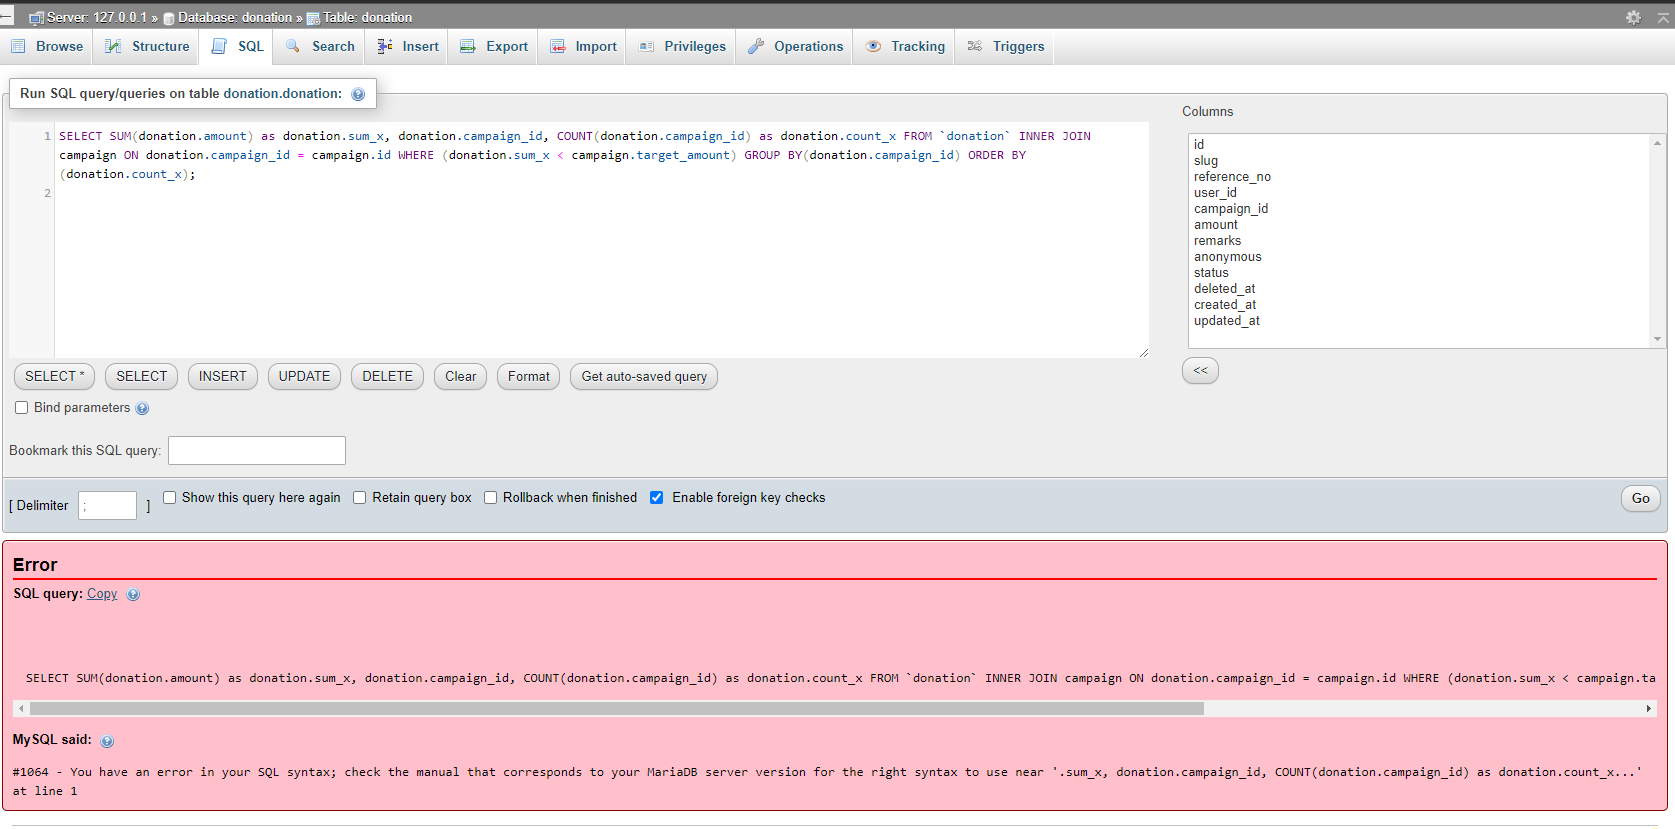 Server: 127.0.0.1 » Database: donation » Table: donation
Browse Structure SQL Search Insert Export Import Privileges Operations Tracking Triggers
Run SQL query/queries on table donation.donation:
1 SELECT SUM(donation.amount) as donation.sum_x, donation.campaign_id, COUNT(donation.campaign_id) as donation.count_x FROM `donation` INNER JOIN
campaign ON donation.campaign_id = campaign.id WHERE (donation.sum_x < campaign.target_amount) GROUP BY(donation.campaign_id) ORDER BY
(donation.count_x);
2
Columns
id
slug
reference_no
user_id
campaign_id
amount
remarks
anonymous
status
deleted_at
created_at
updated_at
<<
SELECT * SELECT INSERT UPDATE DELETE Clear Format Get auto-saved query
Bind parameters
Bookmark this SQL query:
[ Delimiter ; ] Show this query here again Retain query box Rollback when finished Enable foreign key checks Go
Error
SQL query: Copy
SELECT SUM(donation.amount) as donation.sum_x, donation.campaign_id, COUNT(donation.campaign_id) as donation.count_x FROM `donation` INNER JOIN campaign ON donation.campaign_id = campaign.id WHERE (donation.sum_x < campaign.ta
MySQL said:
#1064 - You have an error in your SQL syntax; check the manual that corresponds to your MariaDB server version for the right syntax to use near '.sum_x, donation.campaign_id, COUNT(donation.campaign_id) as donation.count_x...'
at line 1